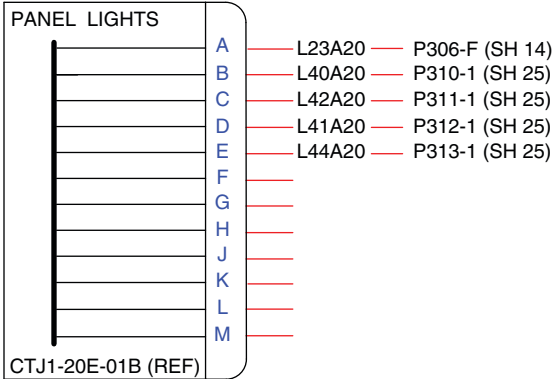 PANEL LIGHTS
A L23A20 P306-F (SH 14)
B L40A20 P310-1 (SH 25)
C L42A20 P311-1 (SH 25)
D L41A20 P312-1 (SH 25)
E L44A20 P313-1 (SH 25)
F
G
H
J
K
L
M
CTJ1-20E-01B (REF)